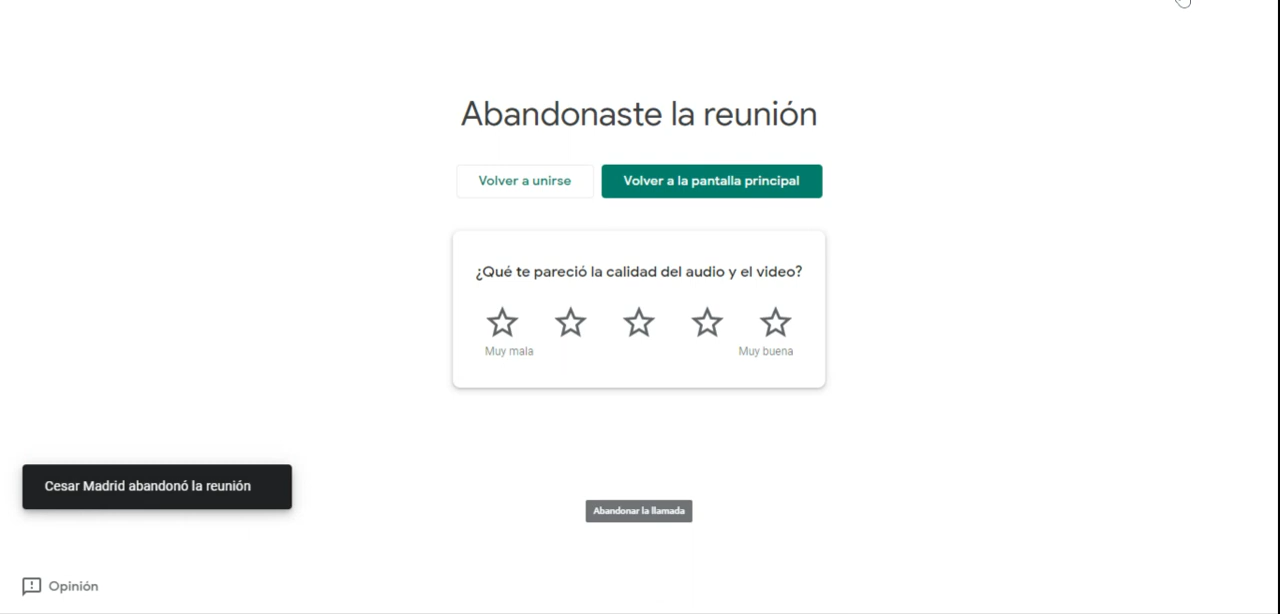 Abandonaste la reunión
Volver a unirse
Volver a la pantalla principal
¿Qué te pareció la calidad del audio y el video?
Muy mala
Muy buena
Cesar Madrid abandonó la reunión
Abandonar la llamada
Opinión